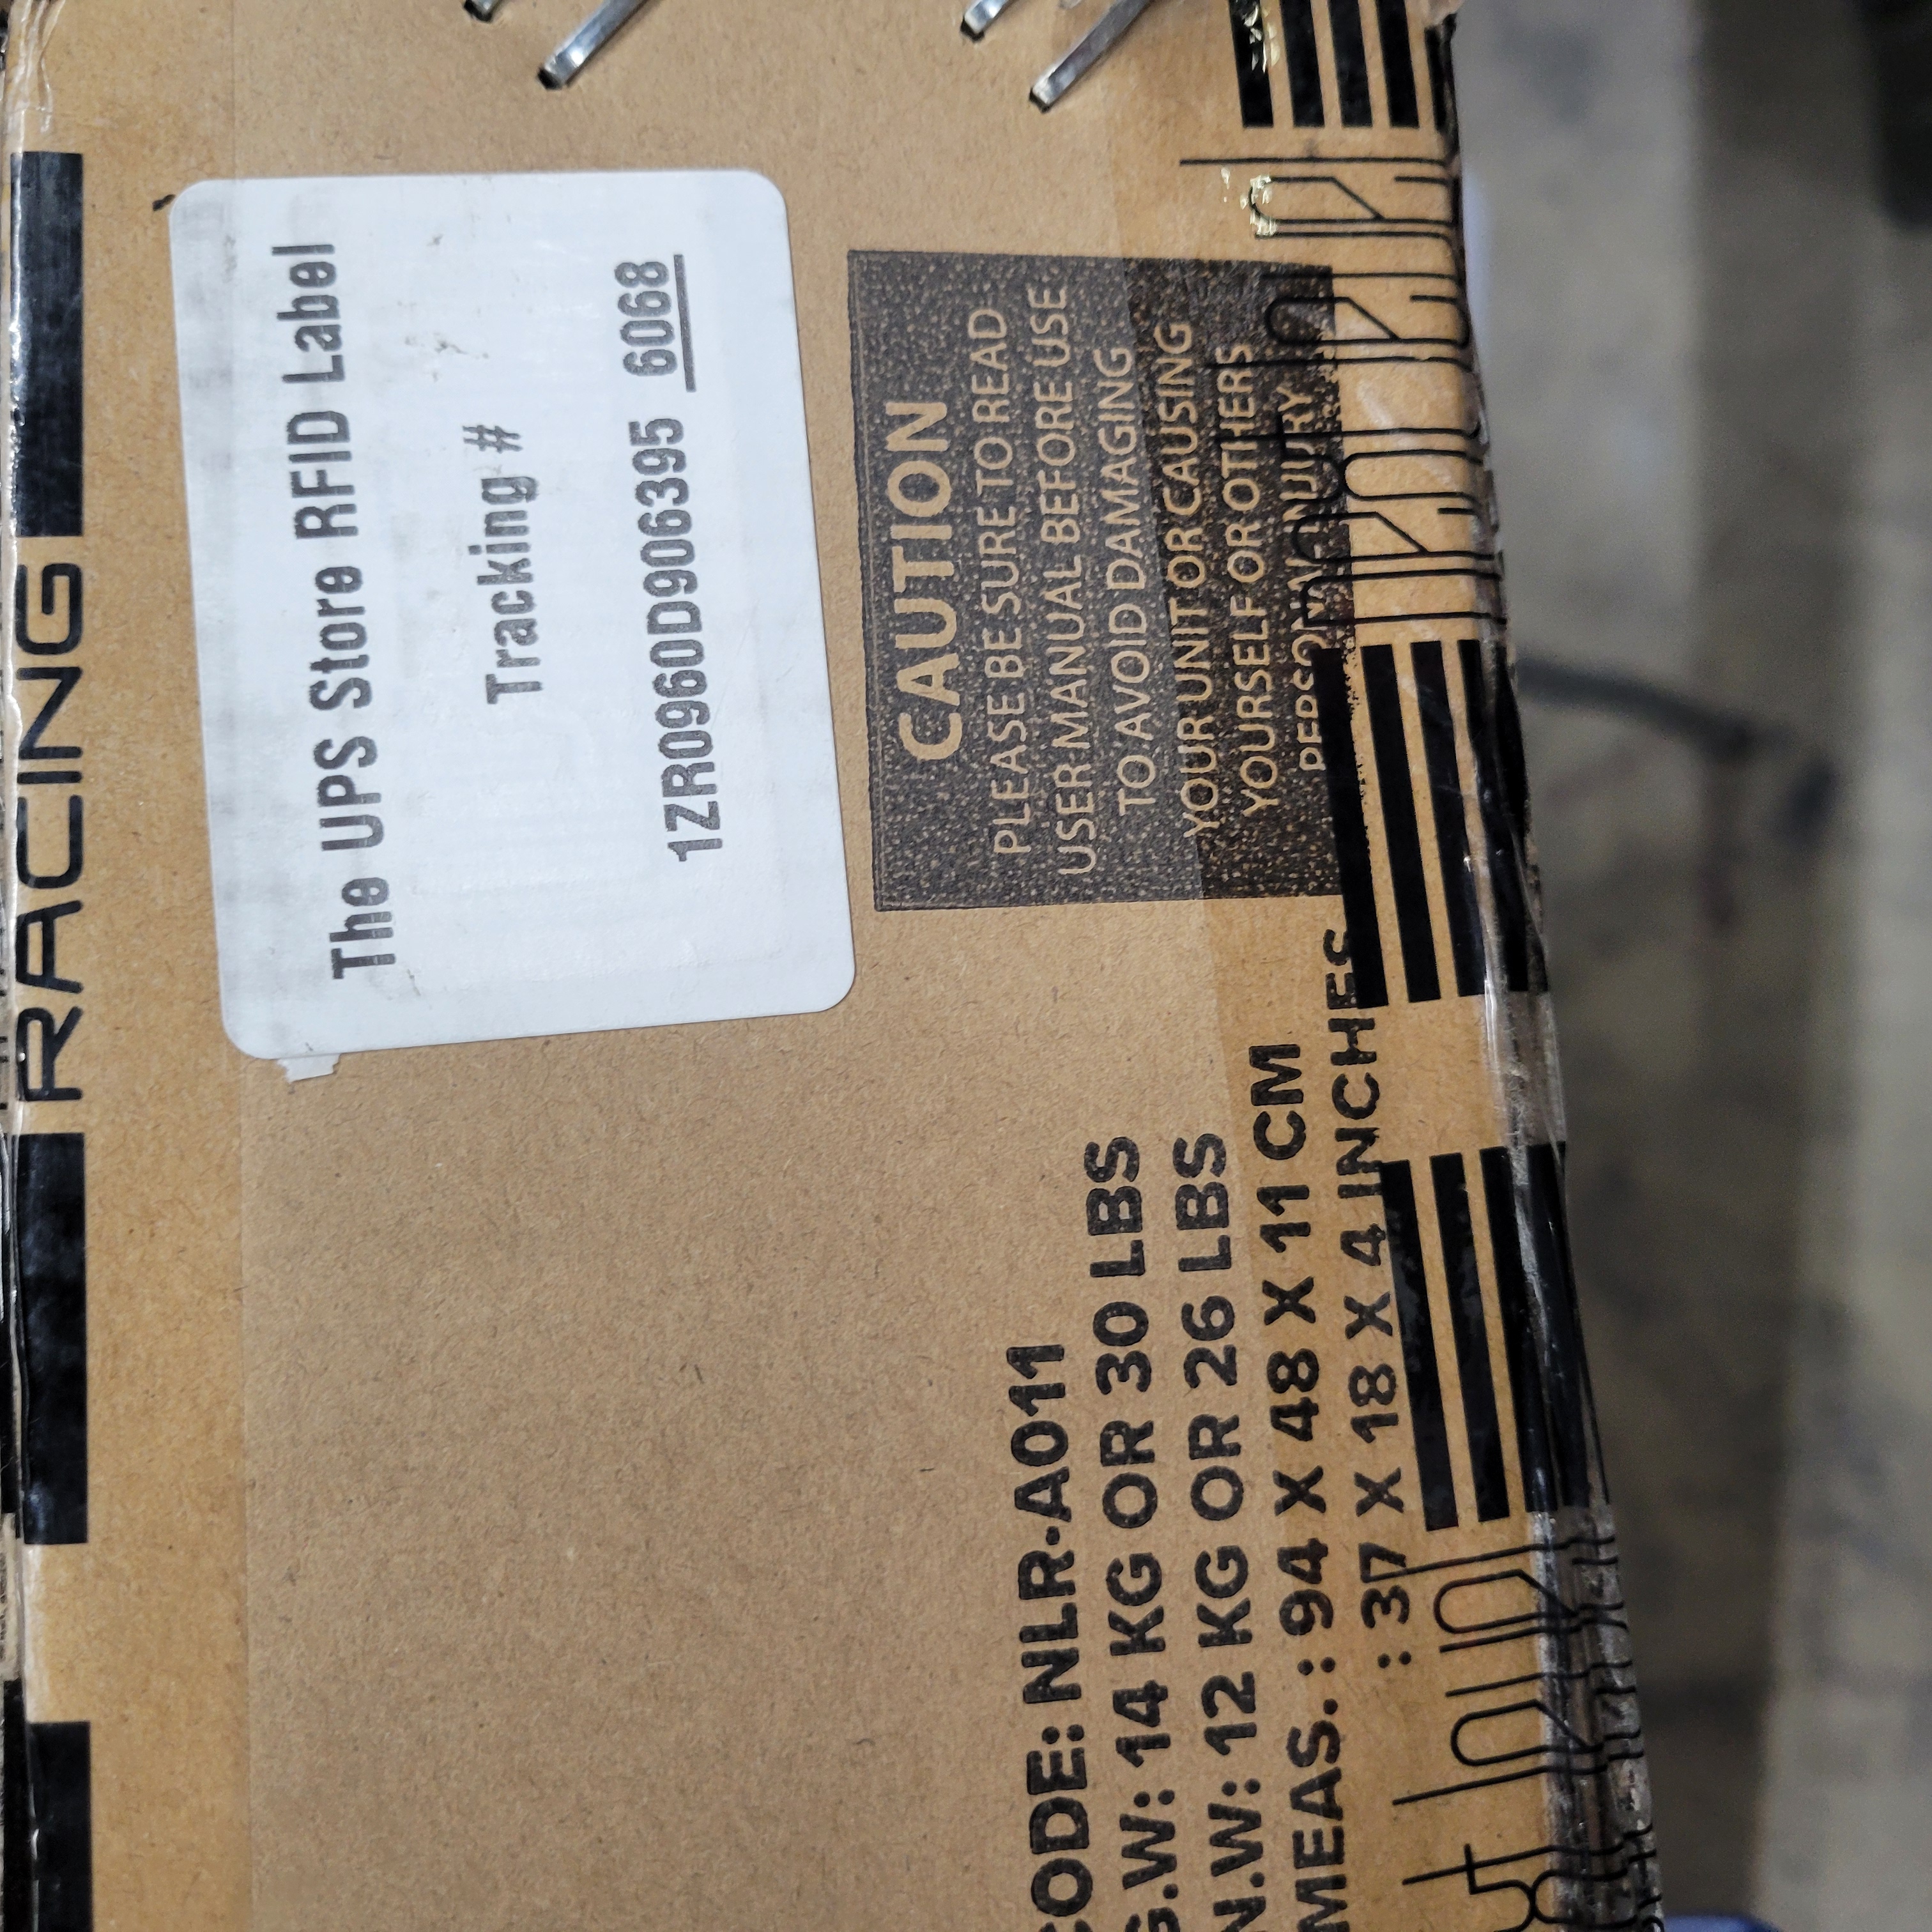 RACING
The UPS Store RFID Label
Tracking #
1ZR0960D906395 6068
CAUTION
PLEASE BE SURE TO READ
USER MANUAL BEFORE USE
TO AVOID DAMAGING
YOUR UNIT OR CAUSING
YOURSELF OR OTHERS
INJURY
CODE: NLR-A011
G.W: 14 KG OR 30 LBS
N.W: 12 KG OR 26 LBS
MEAS. : 94 X 48 X 11 CM
: 37 X 18 X 4 INCHES